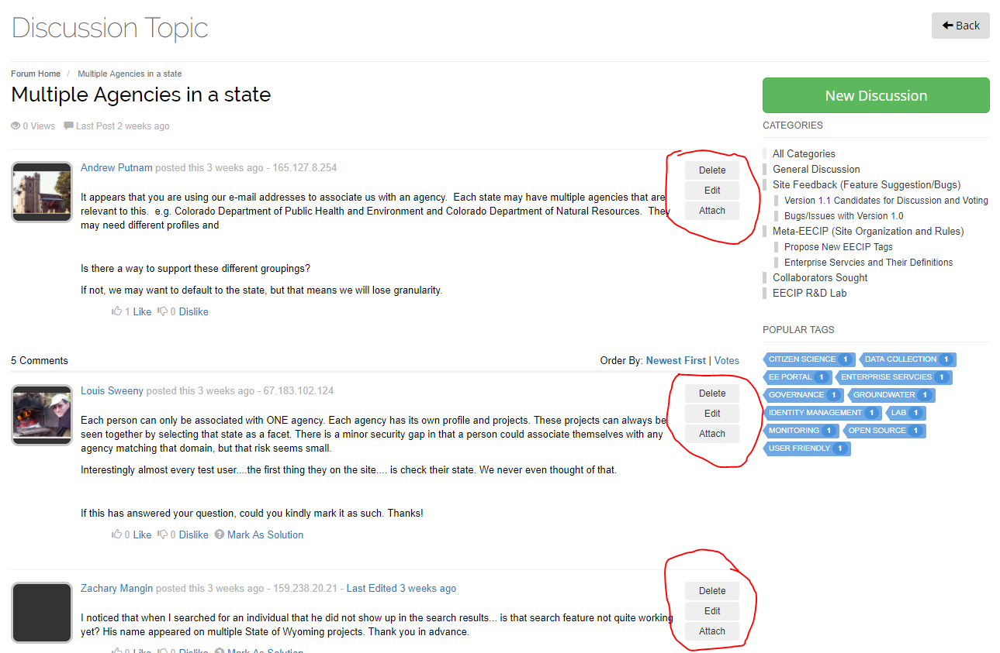 Discussion Topic
Back
Forum Home / Multiple Agencies in a state
Multiple Agencies in a state
0 Views Last Post 2 weeks ago
Andrew Putnam posted this 3 weeks ago - 165.127.8.254
It appears that you are using our e-mail addresses to associate us with an agency.  Each state may have multiple agencies that are
relevant to this.  e.g. Colorado Department of Public Health and Environment and Colorado Department of Natural Resources.  They
may need different profiles and
Is there a way to support these different groupings?
If not, we may want to default to the state, but that means we will lose granularity.
1 Like 0 Dislike
Delete
Edit
Attach
5 Comments
Order By: Newest First | Votes
Louis Sweeny posted this 3 weeks ago - 67.183.102.124
Each person can only be associated with ONE agency. Each agency has its own profile and projects. These projects can always be
seen together by selecting that state as a facet. There is a minor security gap in that a person could associate themselves with any
agency matching that domain, but that risk seems small.
Interestingly almost every test user....the first thing they on the site.... is check their state. We never even thought of that.
If this has answered your question, could you kindly mark it as such. Thanks!
0 Like 0 Dislike Mark As Solution
Delete
Edit
Attach
Zachary Mangin posted this 3 weeks ago - 159.238.20.21 - Last Edited 3 weeks ago
I noticed that when I searched for an individual that he did not show up in the search results... is that search feature not quite working
yet? His name appeared on multiple State of Wyoming projects. Thank you in advance.
0 Like 0 Dislike Mark As Solution
Delete
Edit
Attach
New Discussion
CATEGORIES
All Categories
General Discussion
Site Feedback (Feature Suggestion/Bugs)
Version 1.1 Candidates for Discussion and Voting
Bugs/Issues with Version 1.0
Meta-EECIP (Site Organization and Rules)
Propose New EECIP Tags
Enterprise Servcies and Their Definitions
Collaborators Sought
EECIP R&D Lab
POPULAR TAGS
CITIZEN SCIENCE 1 DATA COLLECTION 1
EE PORTAL 1 ENTERPRISE SERVCIES 1
GOVERNANCE 1 GROUNDWATER 1
IDENTITY MANAGEMENT 1 LAB 1
MONITORING 1 OPEN SOURCE 1
USER FRIENDLY 1